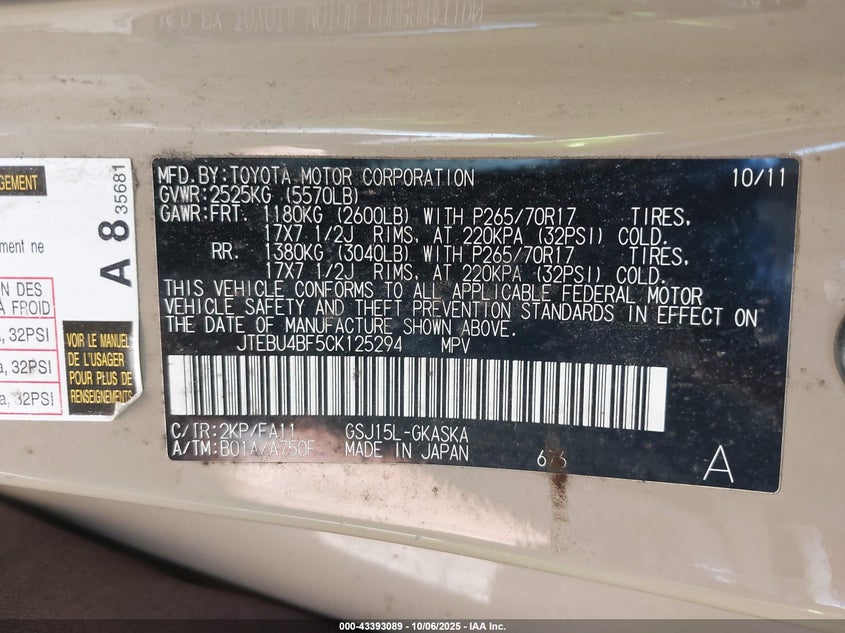 GEMENT
A 8 35681
ment ne
ON DES
À FROID
a, 32PSI
a, 32PSI
a, 32PSI
VOIR LE MANUEL
DE L'USAGER
POUR PLUS DE
RENSEIGNEMENTS
MFD.BY:TOYOTA MOTOR CORPORATION 10/11
GVWR:2525KG (5570LB)
GAWR:FRT. 1180KG (2600LB) WITH P265/70R17 TIRES,
17X7 1/2J RIMS, AT 220KPA (32PSI) COLD.
RR. 1380KG (3040LB) WITH P265/70R17 TIRES,
17X7 1/2J RIMS, AT 220KPA (32PSI) COLD.
THIS VEHICLE CONFORMS TO ALL APPLICABLE FEDERAL MOTOR
VEHICLE SAFETY AND THEFT PREVENTION STANDARDS IN EFFECT ON
THE DATE OF MANUFACTURE SHOWN ABOVE.
JTEBU4BF5CK125294 MPV
C/TR:2KP/FA11 GSJ15L-GKASKA
A/TM:B01A/A750F MADE IN JAPAN
A
000-43393089 - 10/06/2025 - IAA Inc.